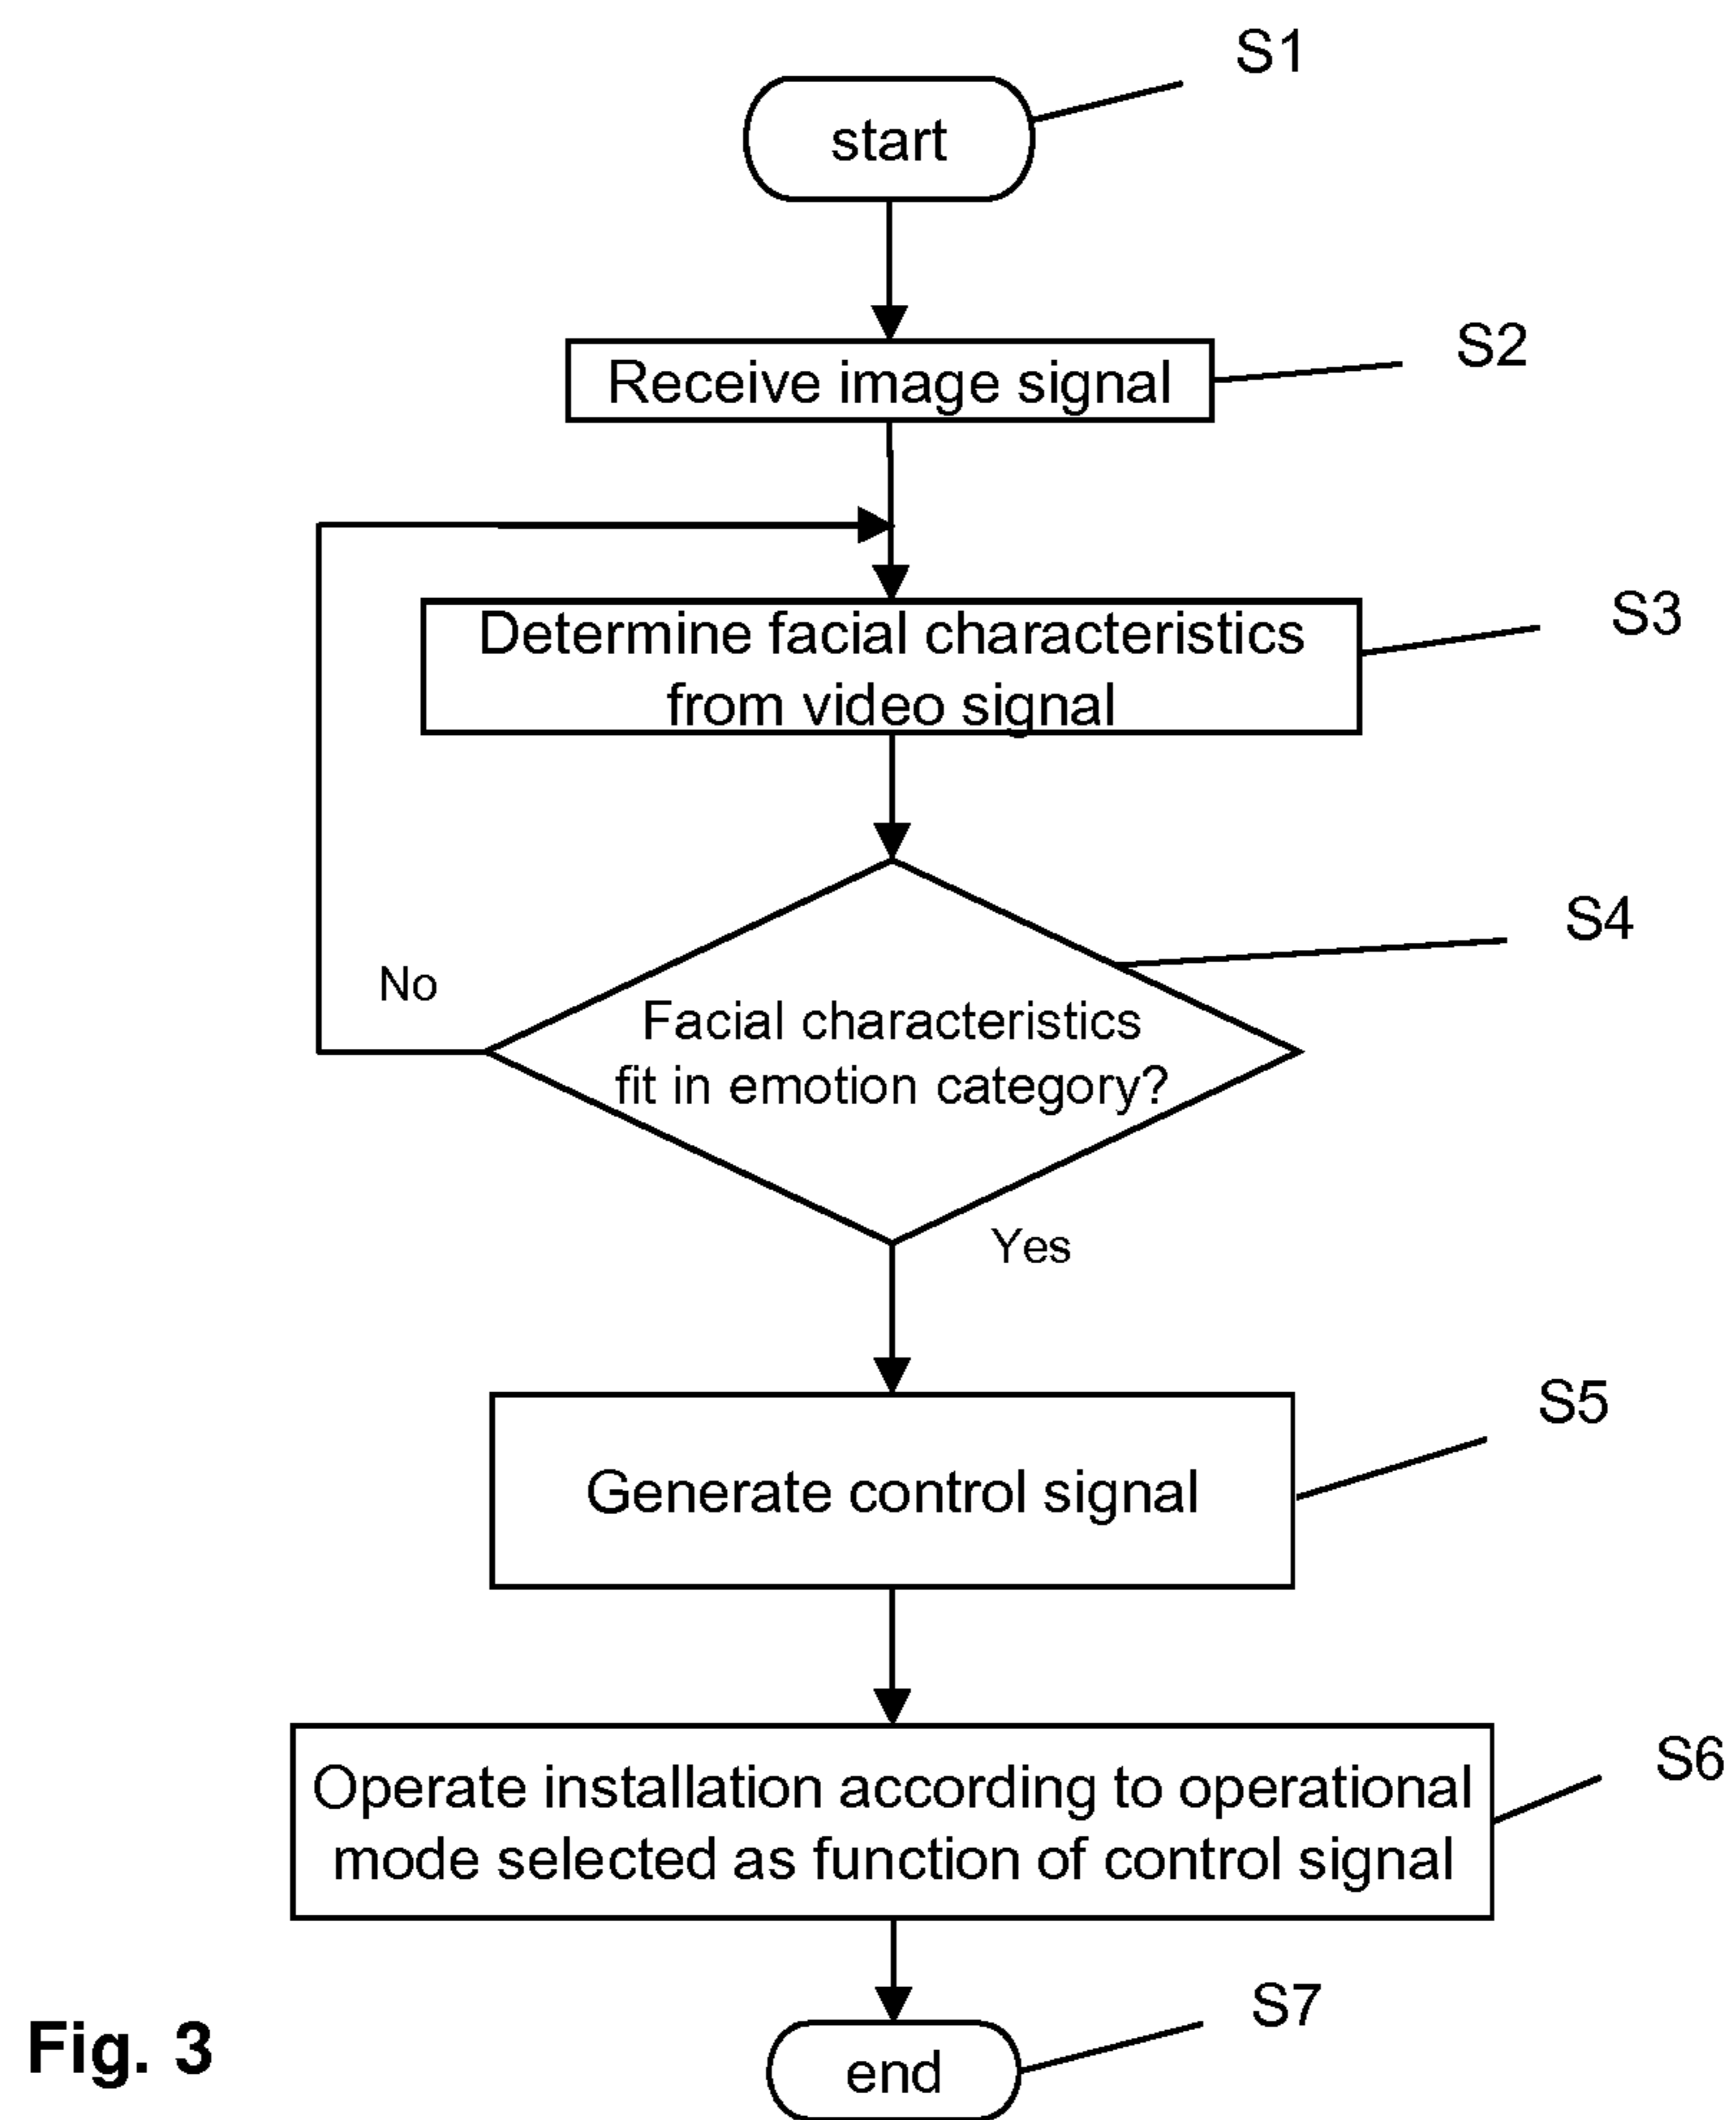 S1
start
S2
Receive image signal
S3
Determine facial characteristics
from video signal
S4
No
Facial characteristics
fit in emotion category?
Yes
S5
Generate control signal
S6
Operate installation according to operational
mode selected as function of control signal
S7
end
Fig. 3